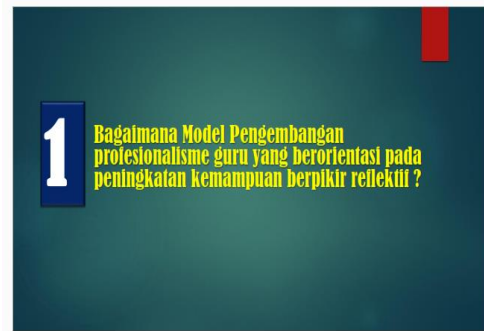 1
Bagaimana Model Pengembangan
profesionalisme guru yang berorientasi pada
peningkatan kemampuan berpikir reflektif ?